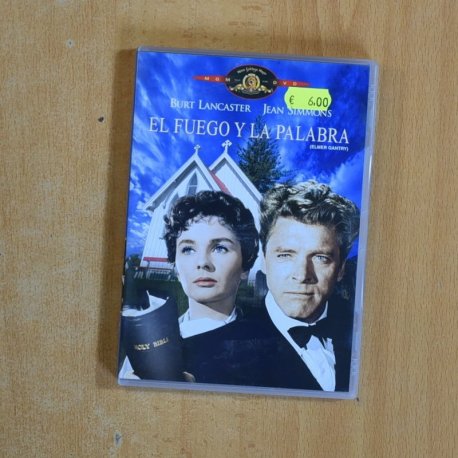 MGM DVD
BURT LANCASTER JEAN SIMMONS
€ 6,00
EL FUEGO Y LA PALABRA
(ELMER GANTRY)
HOLY BIBLE